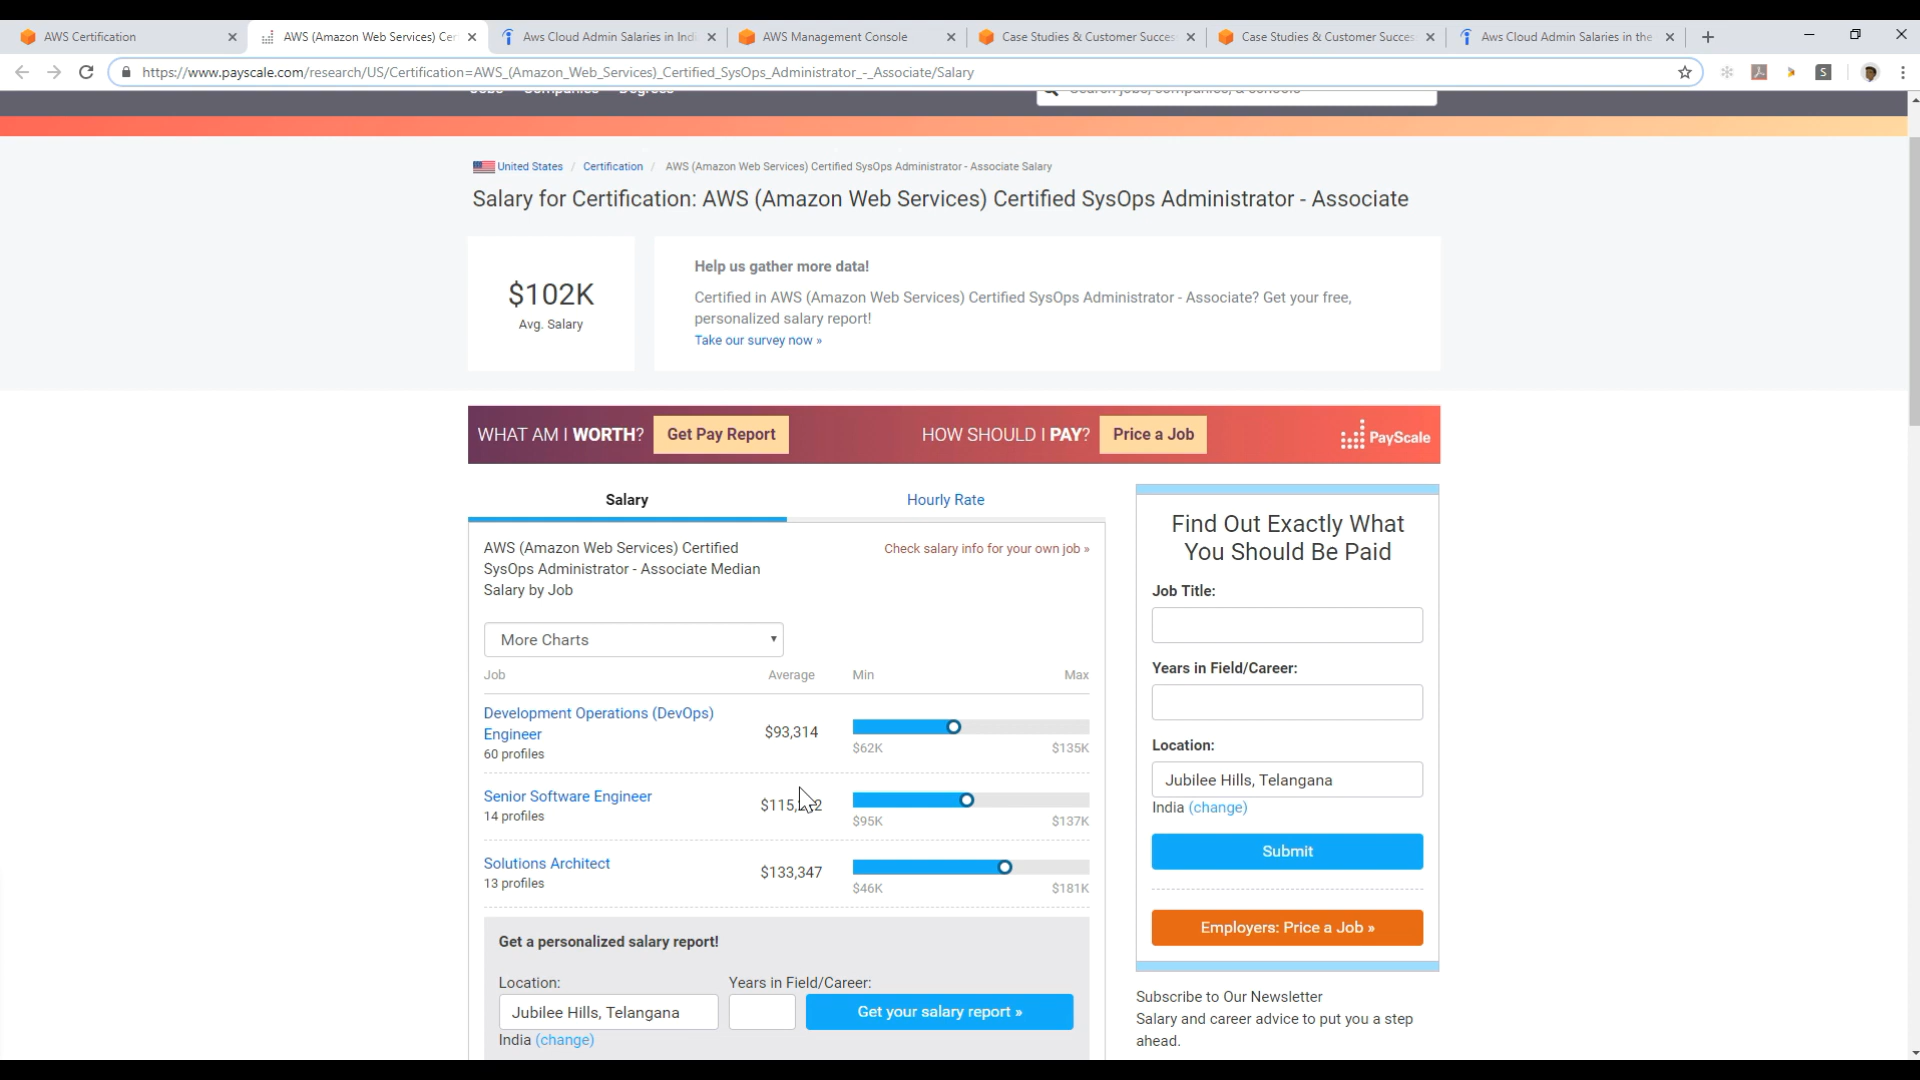 AWS Certification
AWS (Amazon Web Services) Cer
Aws Cloud Admin Salaries in Indi
AWS Management Console
Case Studies & Customer Succes
Case Studies & Customer Succes
Aws Cloud Admin Salaries in the
https://www.payscale.com/research/US/Certification=AWS_(Amazon_Web_Services)_Certified_SysOps_Administrator_-_Associate/Salary
S
Jobs Companies Degrees
Search jobs, companies, & schools
United States / Certification / AWS (Amazon Web Services) Certified SysOps Administrator - Associate Salary
Salary for Certification: AWS (Amazon Web Services) Certified SysOps Administrator - Associate
$102K
Avg. Salary
Help us gather more data!
Certified in AWS (Amazon Web Services) Certified SysOps Administrator - Associate? Get your free,
personalized salary report!
Take our survey now »
WHAT AM I WORTH? Get Pay Report
HOW SHOULD I PAY? Price a Job
PayScale
Salary
Hourly Rate
AWS (Amazon Web Services) Certified
SysOps Administrator - Associate Median
Salary by Job
Check salary info for your own job »
More Charts
Job Average Min Max
Development Operations (DevOps)
Engineer
60 profiles
$93,314
$62K $135K
Senior Software Engineer
14 profiles
$95K $137K
Solutions Architect
13 profiles
$133,347
$46K $181K
Get a personalized salary report!
Location: Years in Field/Career:
Jubilee Hills, Telangana
Get your salary report »
India (change)
Find Out Exactly What
You Should Be Paid
Job Title:
Years in Field/Career:
Location:
Jubilee Hills, Telangana
India (change)
Submit
Employers: Price a Job »
Subscribe to Our Newsletter
Salary and career advice to put you a step
ahead.